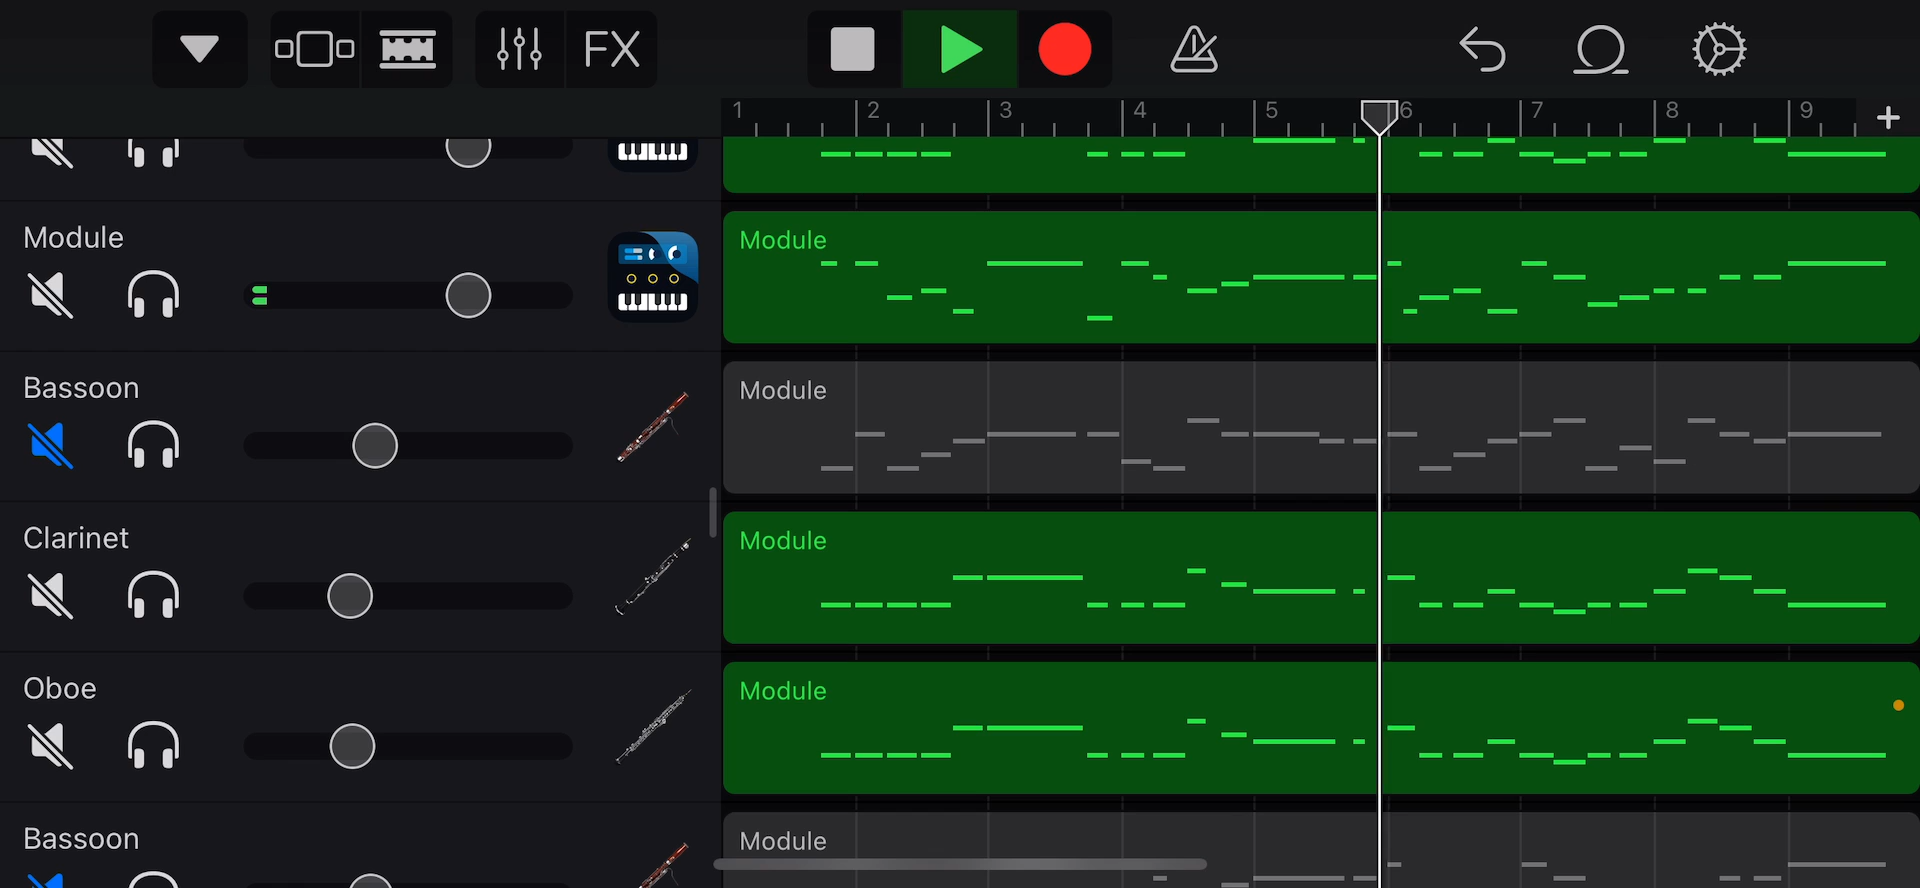 FX
1 2 3 4 5 6 7 8 9 +
Module
Module
Bassoon
Module
Clarinet
Module
Oboe
Module
Bassoon
Module